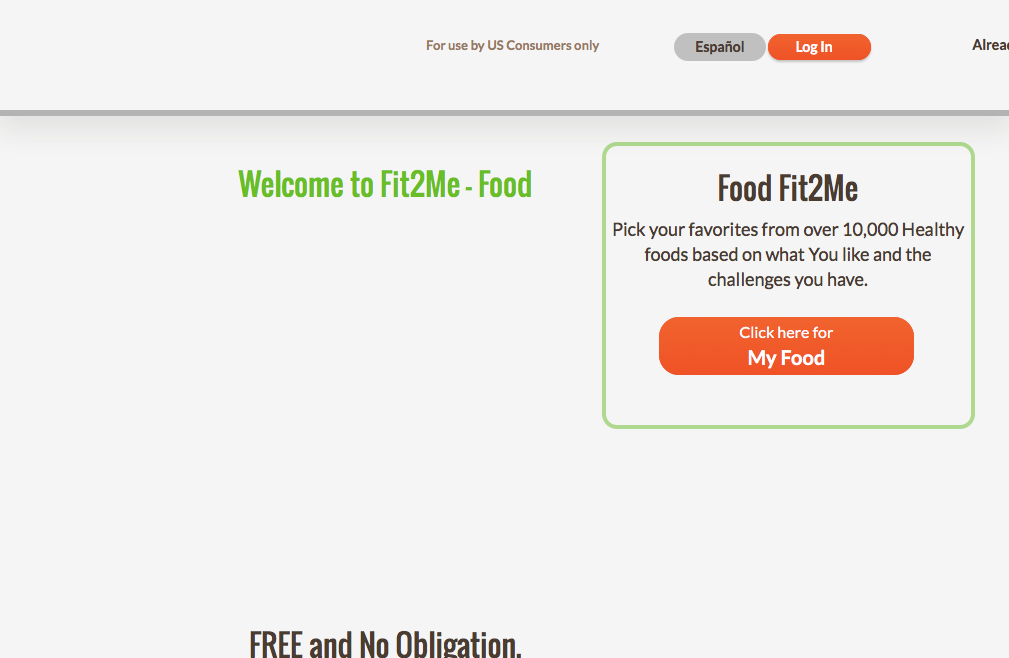 For use by US Consumers only
Español
Log In
Welcome to Fit2Me - Food
Food Fit2Me
Pick your favorites from over 10,000 Healthy
foods based on what You like and the
challenges you have.
Click here for
My Food
FREE and No Obligation.